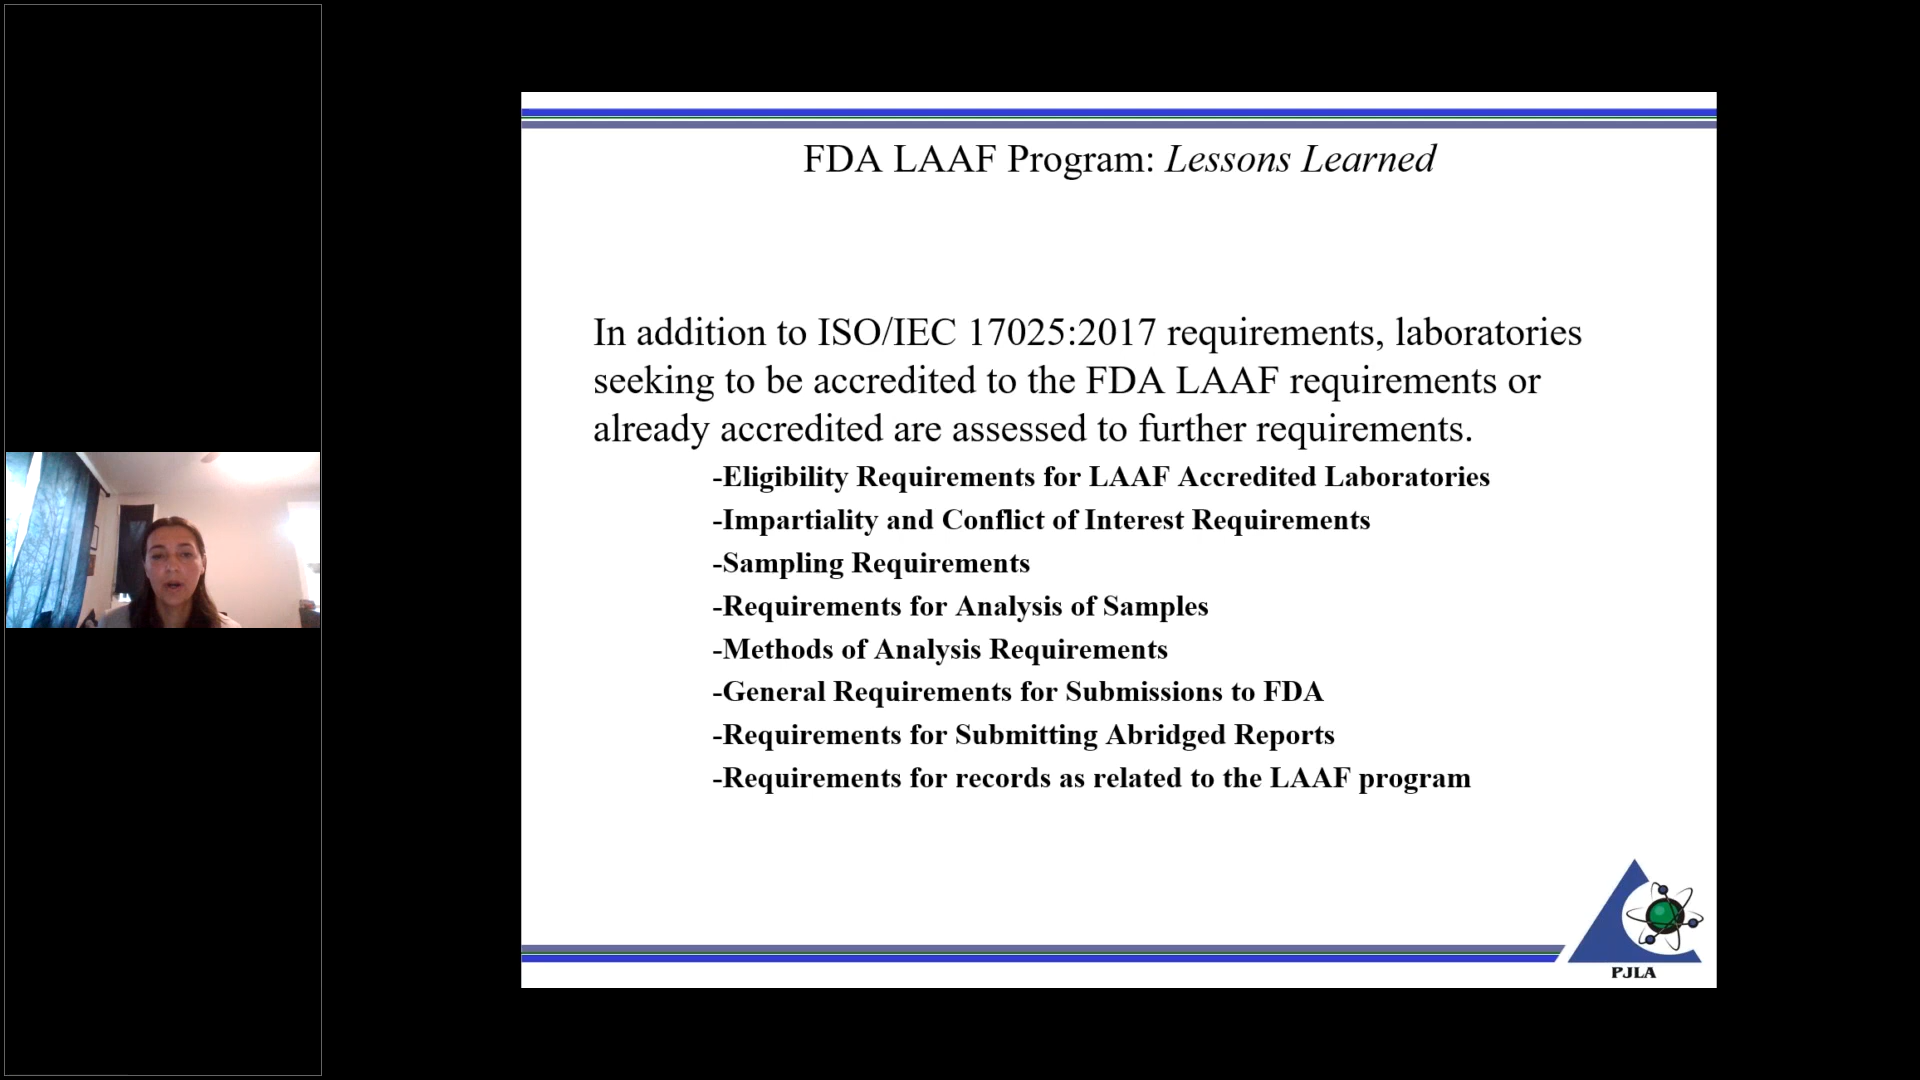 FDA LAAF Program: Lessons Learned
In addition to ISO/IEC 17025:2017 requirements, laboratories
seeking to be accredited to the FDA LAAF requirements or
already accredited are assessed to further requirements.
-Eligibility Requirements for LAAF Accredited Laboratories
-Impartiality and Conflict of Interest Requirements
-Sampling Requirements
-Requirements for Analysis of Samples
-Methods of Analysis Requirements
-General Requirements for Submissions to FDA
-Requirements for Submitting Abridged Reports
-Requirements for records as related to the LAAF program
PJLA